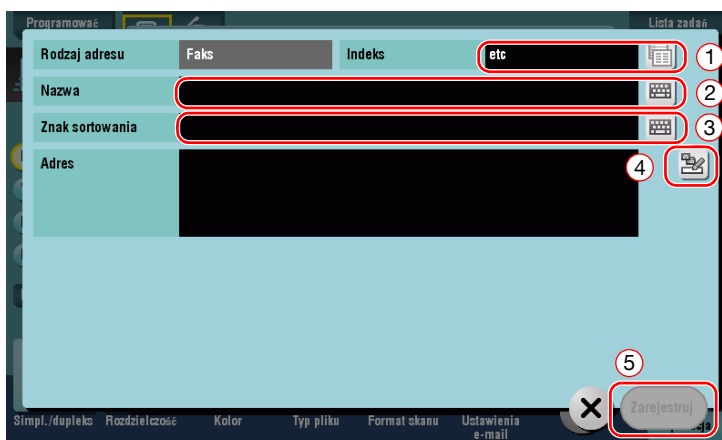 Programować
Lista zadań
Rodzaj adresu Faks Indeks etc 1
Nazwa 2
Znak sortowania 3
Adres 4
5
Zarejestruj
Simpl./dupleks Rozdzielczość Kolor Typ pliku Format skanu Ustawienia
e-mail